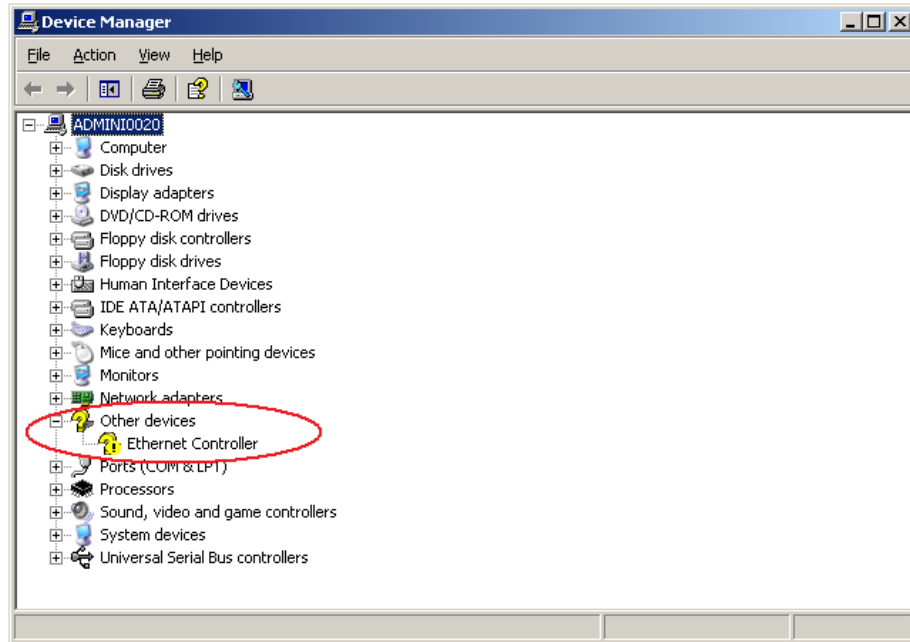 Device Manager
File Action View Help
ADMINI0020
Computer
Disk drives
Display adapters
DVD/CD-ROM drives
Floppy disk controllers
Floppy disk drives
Human Interface Devices
IDE ATA/ATAPI controllers
Keyboards
Mice and other pointing devices
Monitors
Network adapters
Other devices
Ethernet Controller
Ports (COM & LPT)
Processors
Sound, video and game controllers
System devices
Universal Serial Bus controllers